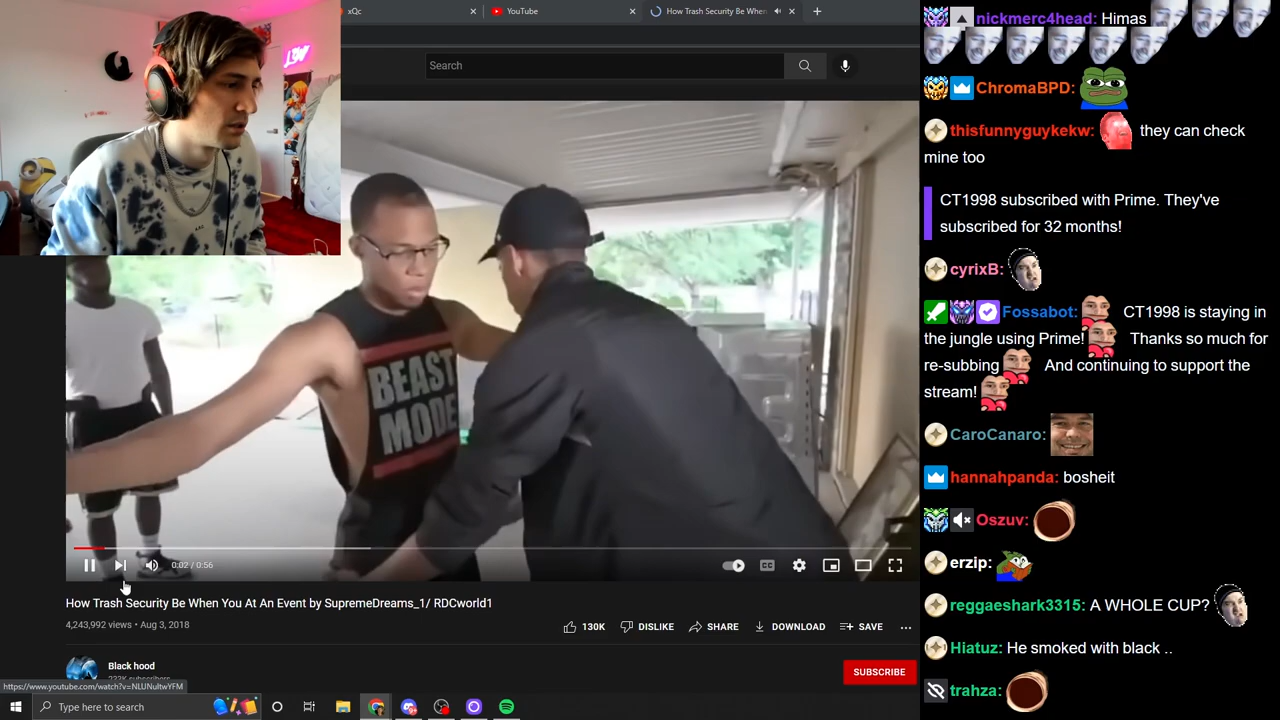 xQc
YouTube
How Trash Security Be When
Search
BEAST
MODE
0:02 / 0:56
How Trash Security Be When You At An Event by SupremeDreams_1/ RDCworld1
4,243,992 views • Aug 3, 2018
130K
DISLIKE
SHARE
DOWNLOAD
SAVE
Black hood
SUBSCRIBE
https://www.youtube.com/watch?v=NLUNuItwYFM
Type here to search
nickmerc4head: Himas
ChromaBPD:
thisfunnyguykekw: they can check
mine too
CT1998 subscribed with Prime. They've
subscribed for 32 months!
cyrixB:
Fossabot: CT1998 is staying in
the jungle using Prime! Thanks so much for
re-subbing And continuing to support the
stream!
CaroCanaro:
hannahpanda: bosheit
Oszuv:
erzip:
reggaeshark3315: A WHOLE CUP?
Hiatuz: He smoked with black ..
trahza: